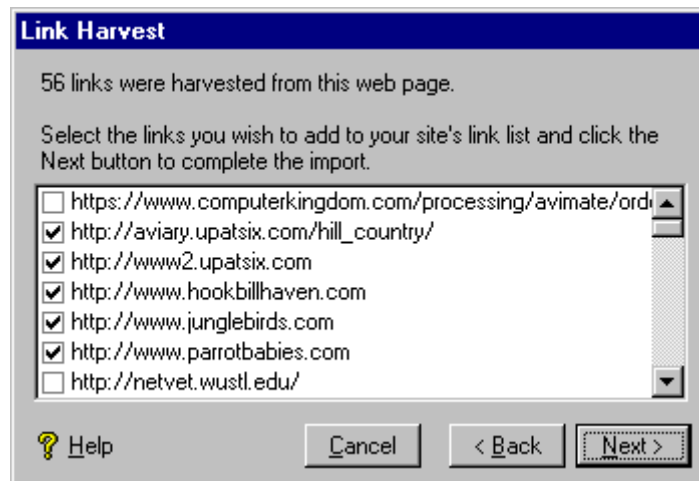 Link Harvest
56 links were harvested from this web page.
Select the links you wish to add to your site's link list and click the
Next button to complete the import.
https://www.computerkingdom.com/processing/avimate/ord
http://aviary.upatsix.com/hill_country/
http://www2.upatsix.com
http://www.hookbillhaven.com
http://www.junglebirds.com
http://www.parrotbabies.com
http://netvet.wustl.edu/
Help
Cancel
< Back
Next >